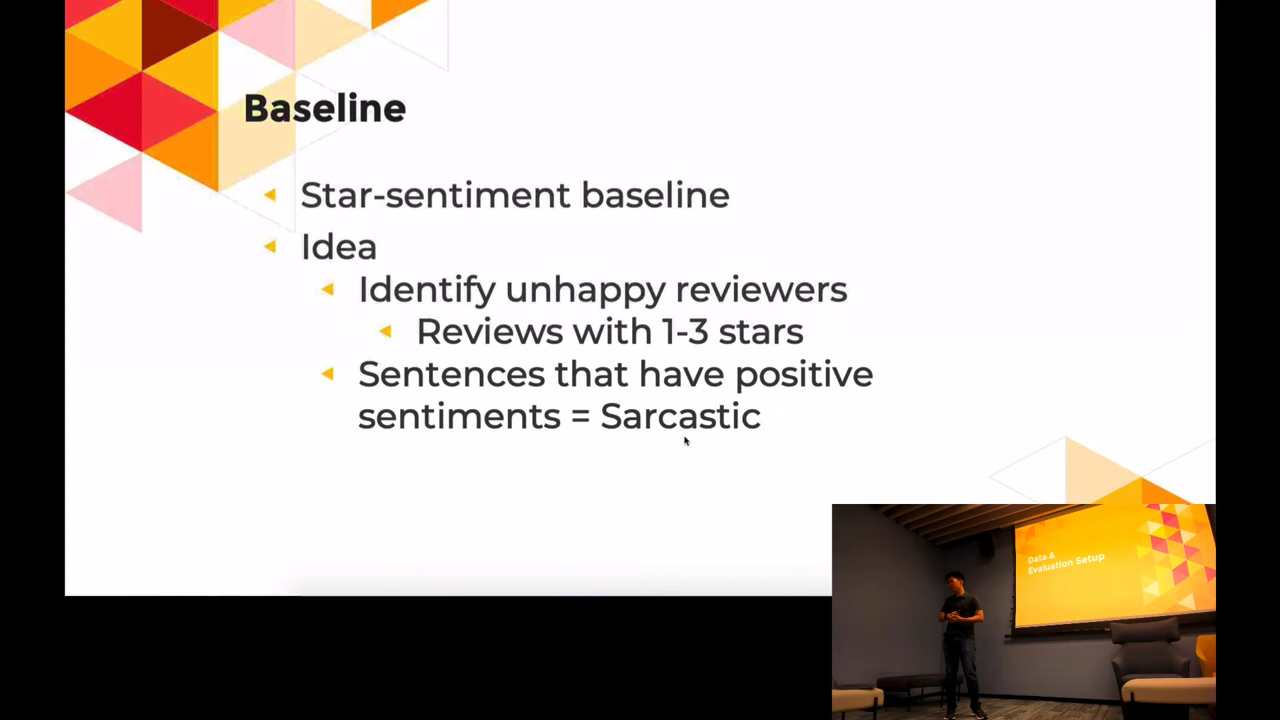 Baseline
Star-sentiment baseline
Idea
Identify unhappy reviewers
Reviews with 1-3 stars
Sentences that have positive
sentiments = Sarcastic
Data &
Evaluation Setup